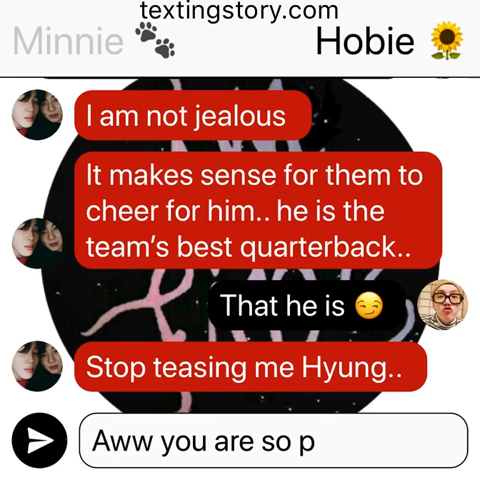 textingstory.com
Minnie 🐾 Hobie 🌻
I am not jealous
It makes sense for them to
cheer for him.. he is the
team’s best quarterback..
That he is 😏
Stop teasing me Hyung..
Aww you are so p